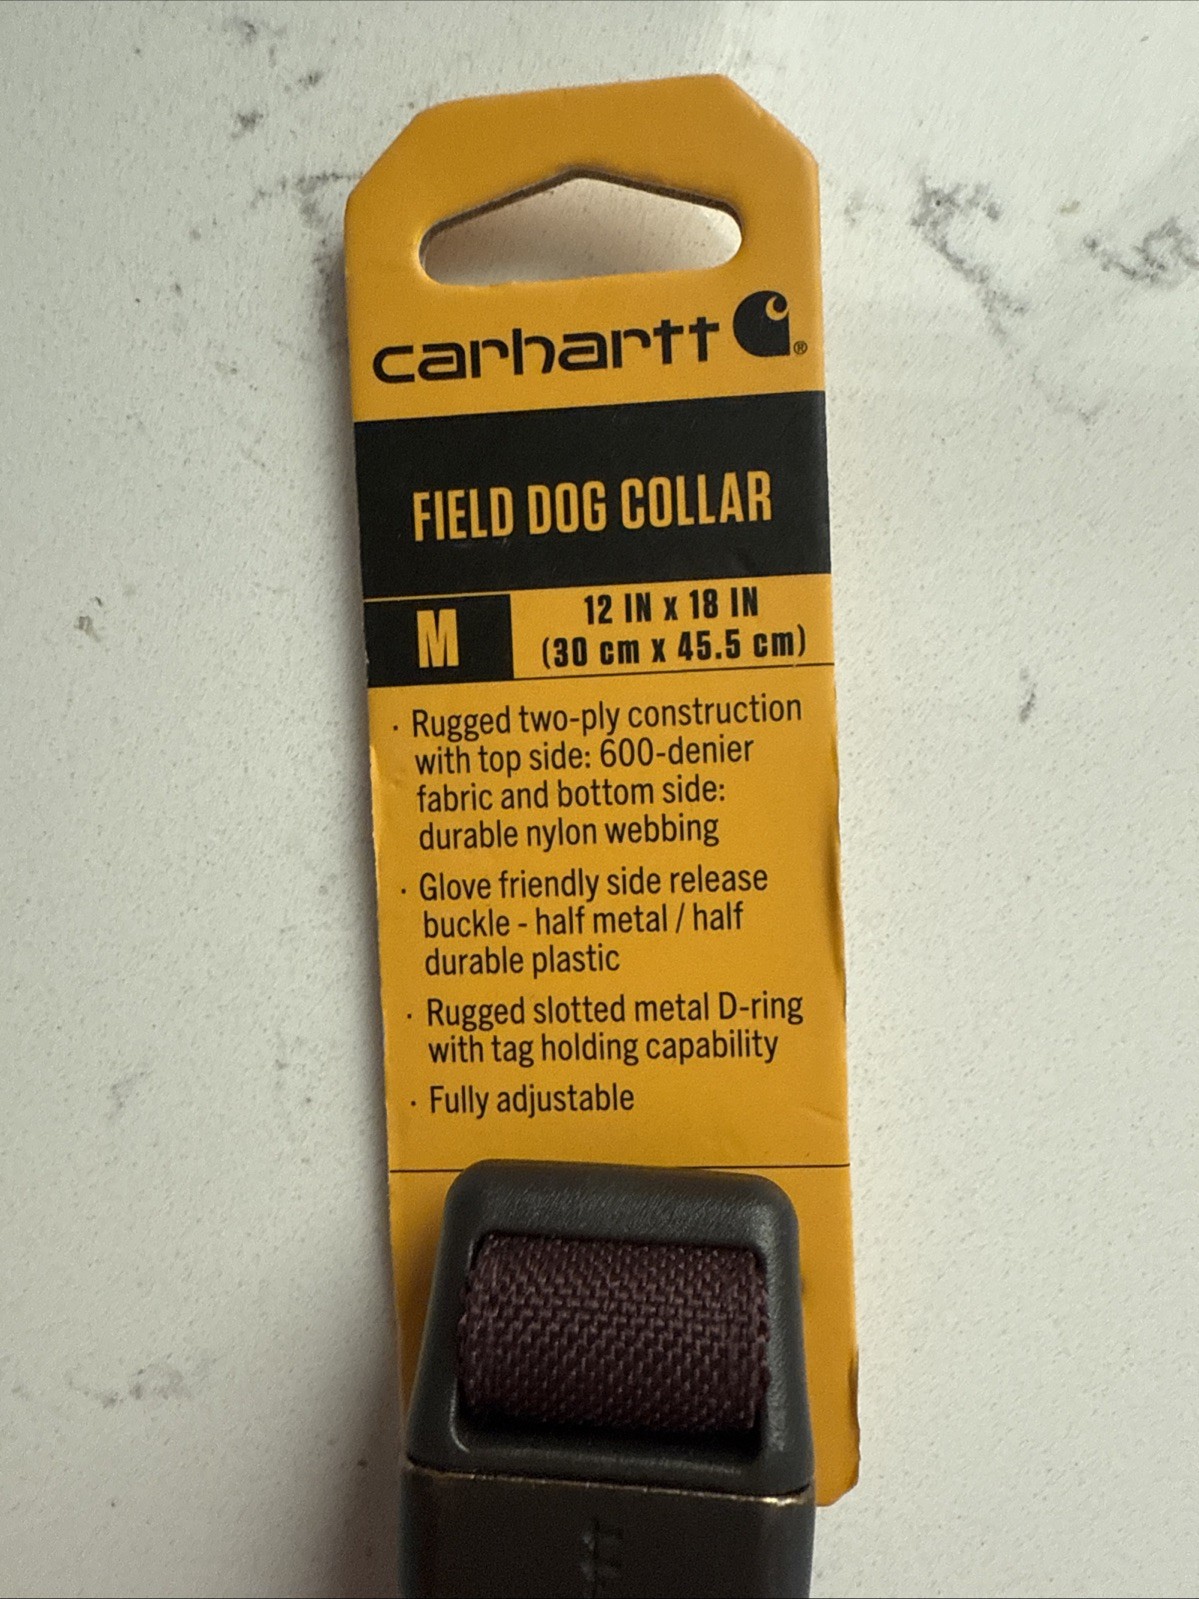 carhartt ®
FIELD DOG COLLAR
M
12 IN x 18 IN
(30 cm x 45.5 cm)
· Rugged two-ply construction
with top side: 600-denier
fabric and bottom side:
durable nylon webbing
· Glove friendly side release
buckle - half metal / half
durable plastic
· Rugged slotted metal D-ring
with tag holding capability
· Fully adjustable